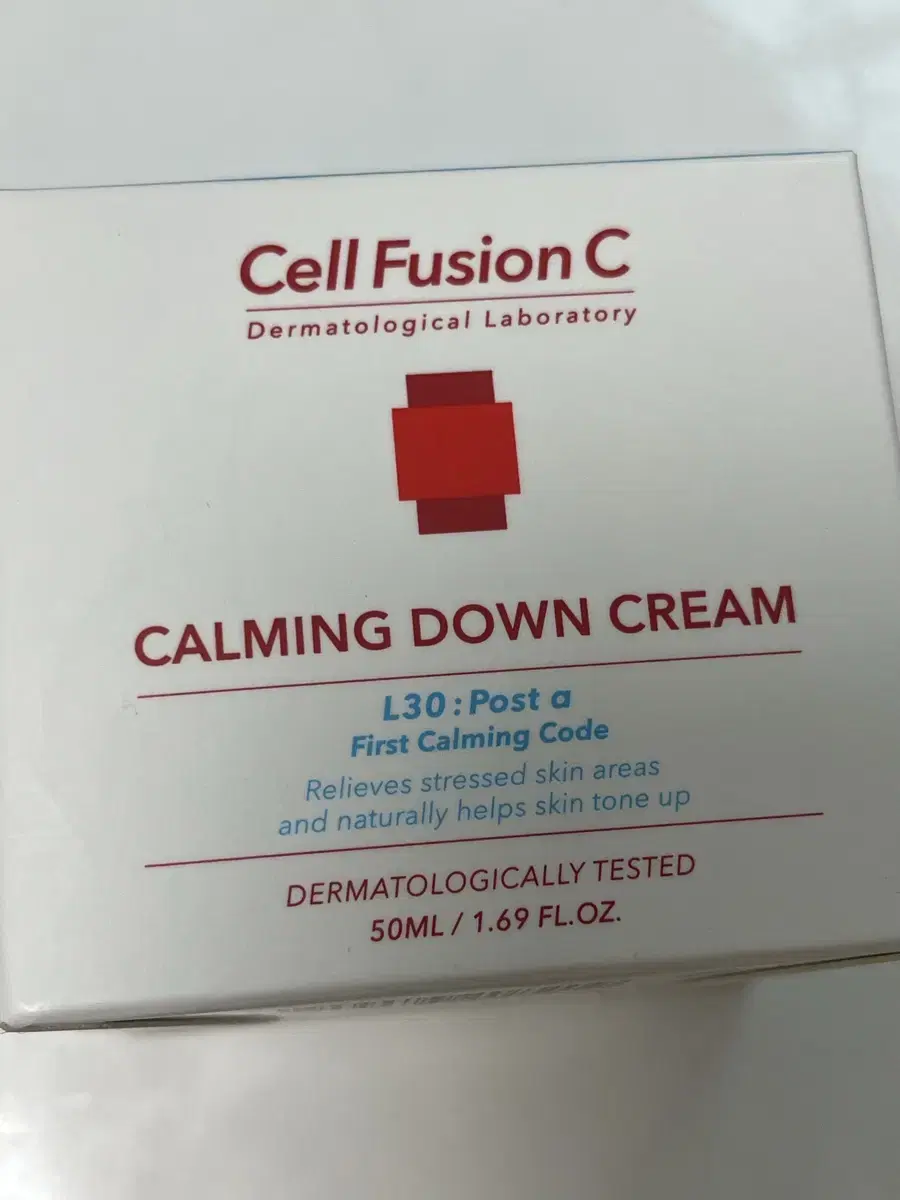 Cell Fusion C
Dermatological Laboratory
CALMING DOWN CREAM
L30 : Post a
First Calming Code
Relieves stressed skin areas
and naturally helps skin tone up
DERMATOLOGICALLY TESTED
50ML / 1.69 FL.OZ.